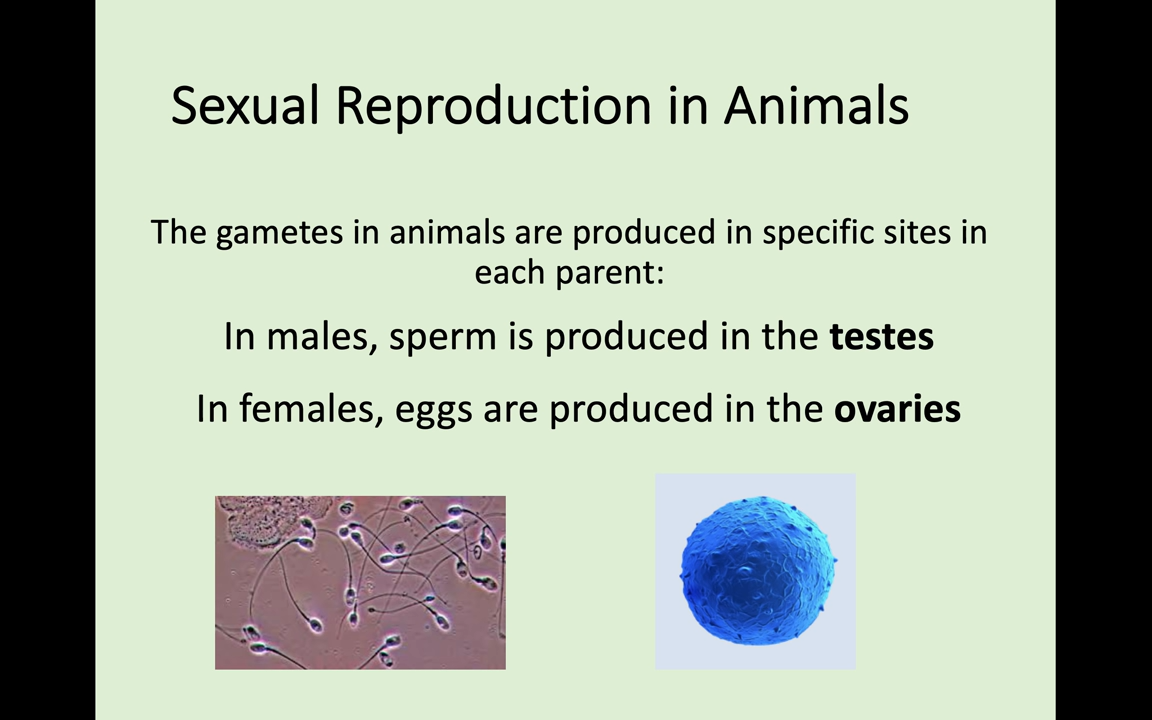 Sexual Reproduction in Animals
The gametes in animals are produced in specific sites in
each parent:
In males, sperm is produced in the testes
In females, eggs are produced in the ovaries